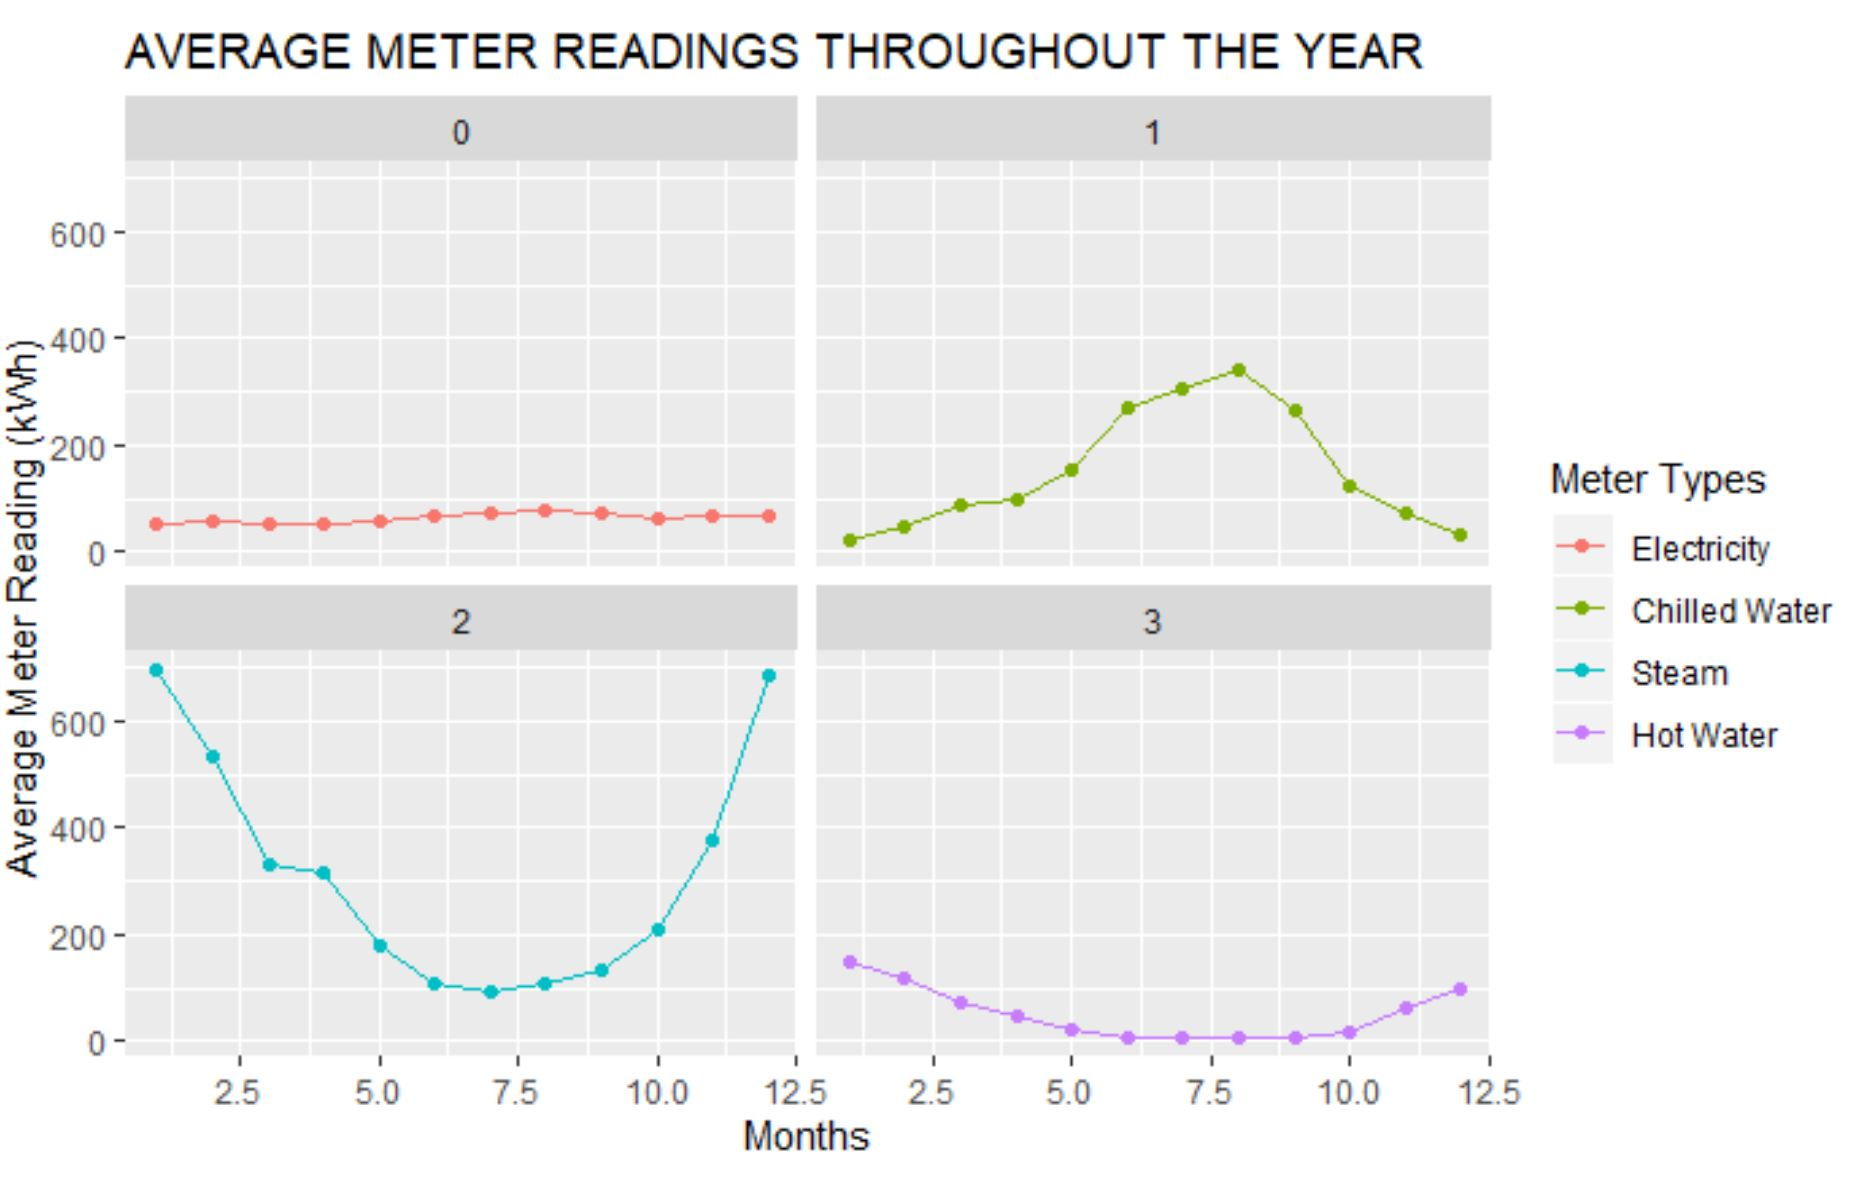 AVERAGE METER READINGS THROUGHOUT THE YEAR
0
1
600
400
200
0
2
3
600
400
200
0
2.5 5.0 7.5 10.0 12.5 2.5 5.0 7.5 10.0 12.5
Months
Average Meter Reading (kWh)
Meter Types
Electricity
Chilled Water
Steam
Hot Water